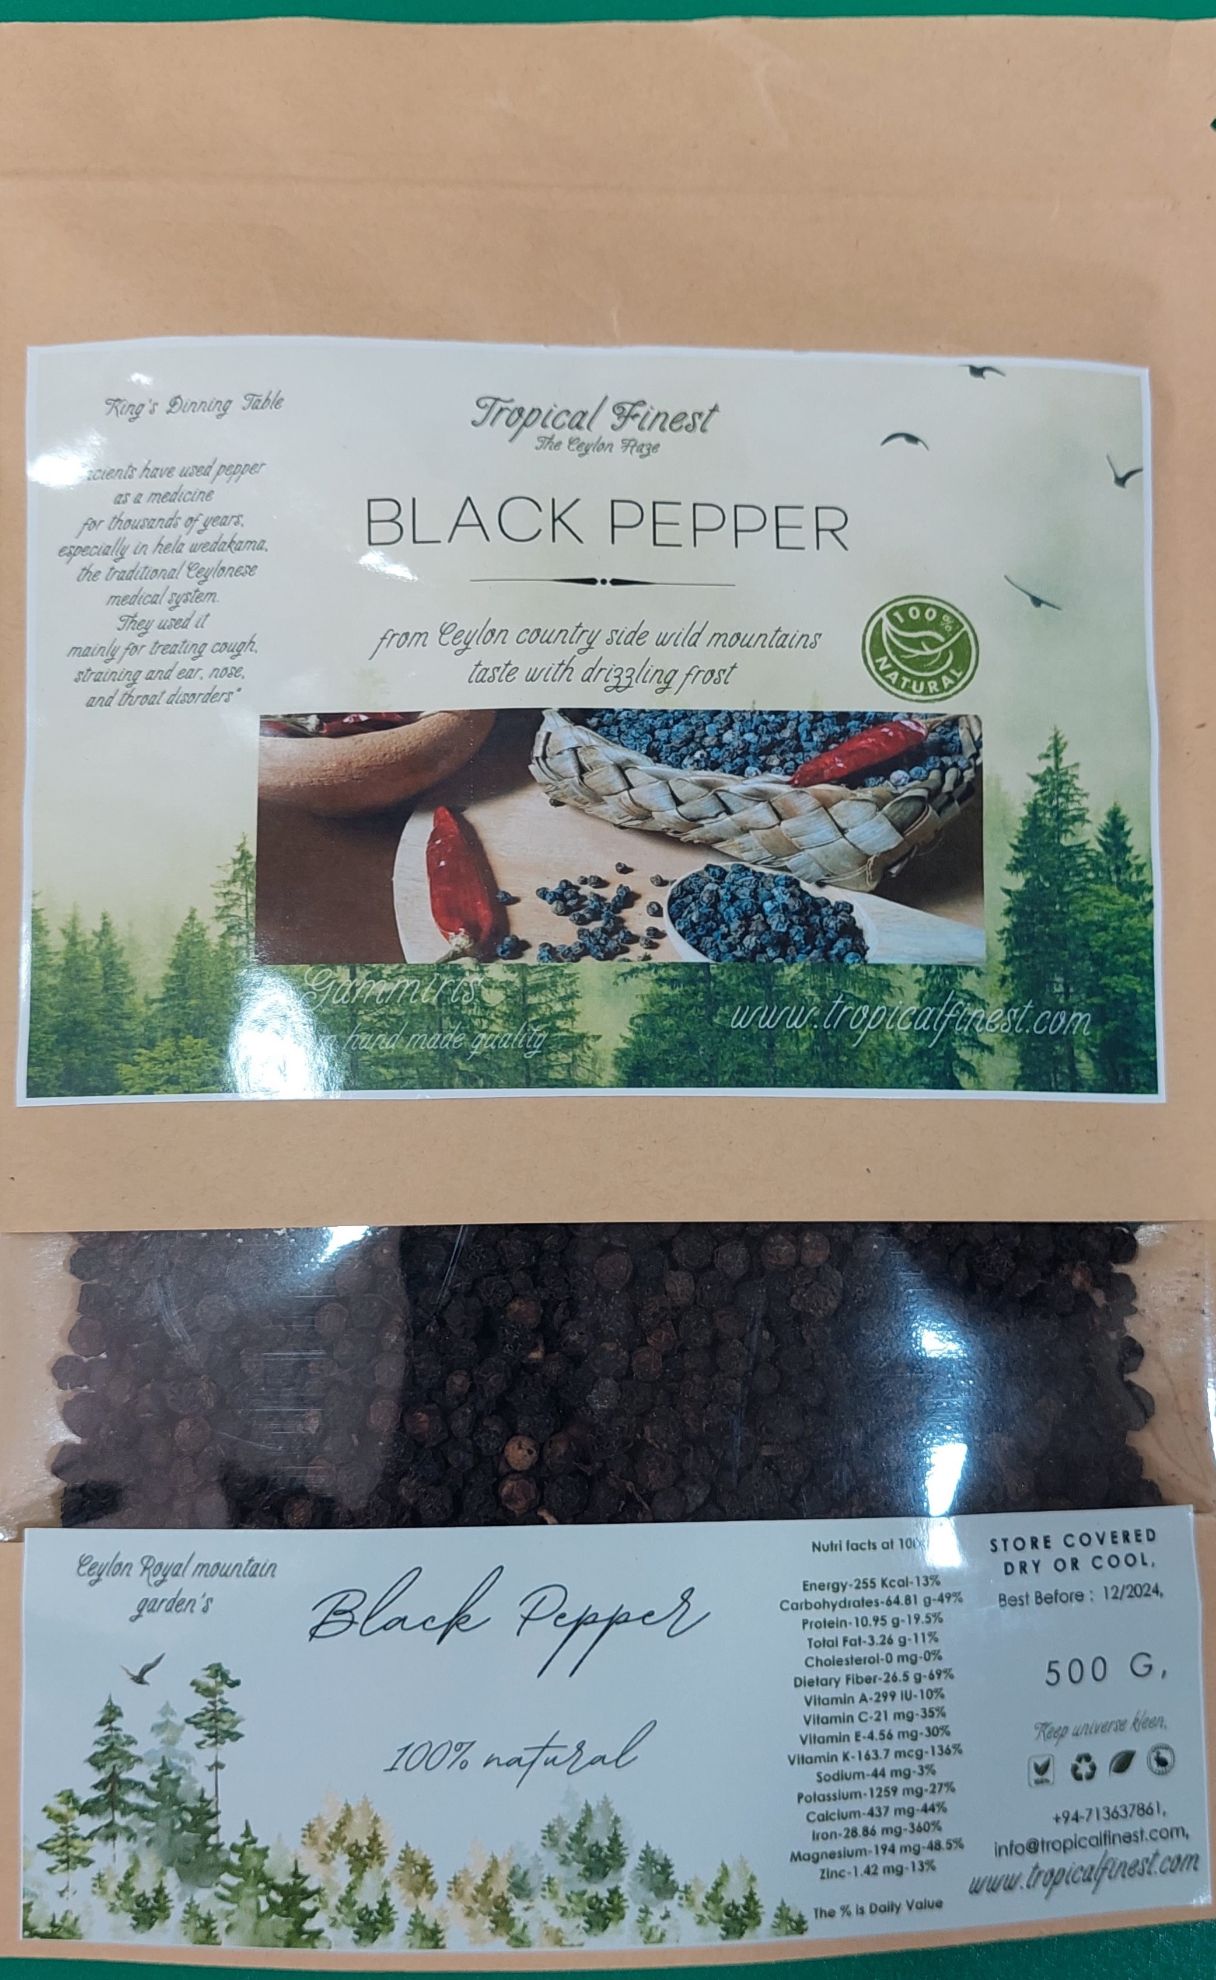 King's Dinning Table
Tropical Finest
The Ceylon Raze
have used pepper
as a medicine
for thousands of years,
especially in hela wedakama,
the traditional Ceylonese
medical system.
They used it
mainly for treating cough,
straining and ear, nose,
and throat disorders"
BLACK PEPPER
from Ceylon country side wild mountains
taste with drizzling frost
100%
NATURAL
Gammiris
hand made quality
www.tropicalfinest.com
Ceylon Royal mountain
garden's
Black Pepper
100% natural
Nutri facts at
Energy-255 Kcal-13%
Carbohydrates-64.81 g-49%
Protein-10.95 g-19.5%
Total Fat-3.26 g-11%
Cholesterol-0 mg-0%
Dietary Fiber-26.5 g-69%
Vitamin A-299 IU-10%
Vitamin C-21 mg-35%
Vitamin E-4.56 mg-30%
Vitamin K-163.7 mcg-136%
Sodium-44 mg-3%
Potassium-1259 mg-27%
Calcium-437 mg-44%
Iron-28.86 mg-360%
Magnesium-194 mg-48.5%
Zinc-1.42 mg-13%
The % is Daily Value
STORE COVERED
DRY OR COOL,
Best Before : 12/2024,
500 G,
Keep universe kleen,
+94-713637861,
info@tropicalfinest.com,
www.tropicalfinest.com